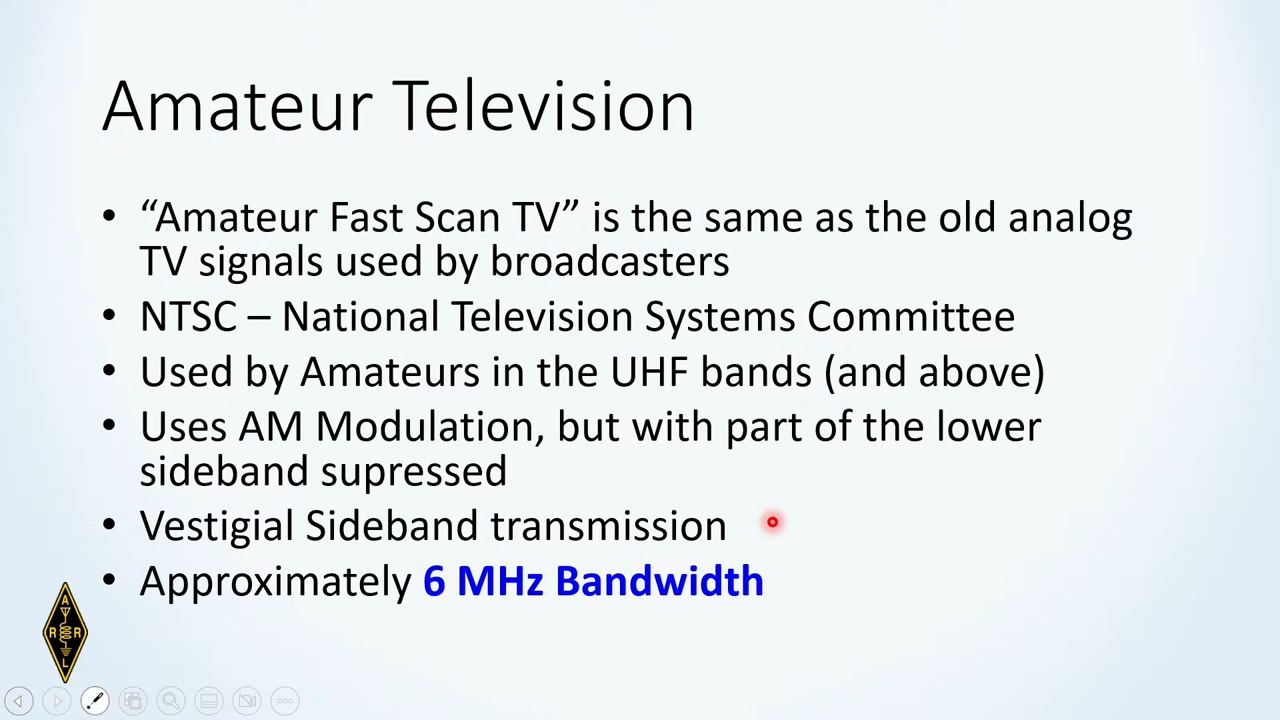 Amateur Television
• “Amateur Fast Scan TV” is the same as the old analog
TV signals used by broadcasters
• NTSC – National Television Systems Committee
• Used by Amateurs in the UHF bands (and above)
• Uses AM Modulation, but with part of the lower
sideband supressed
• Vestigial Sideband transmission
• Approximately 6 MHz Bandwidth
A
R R
L